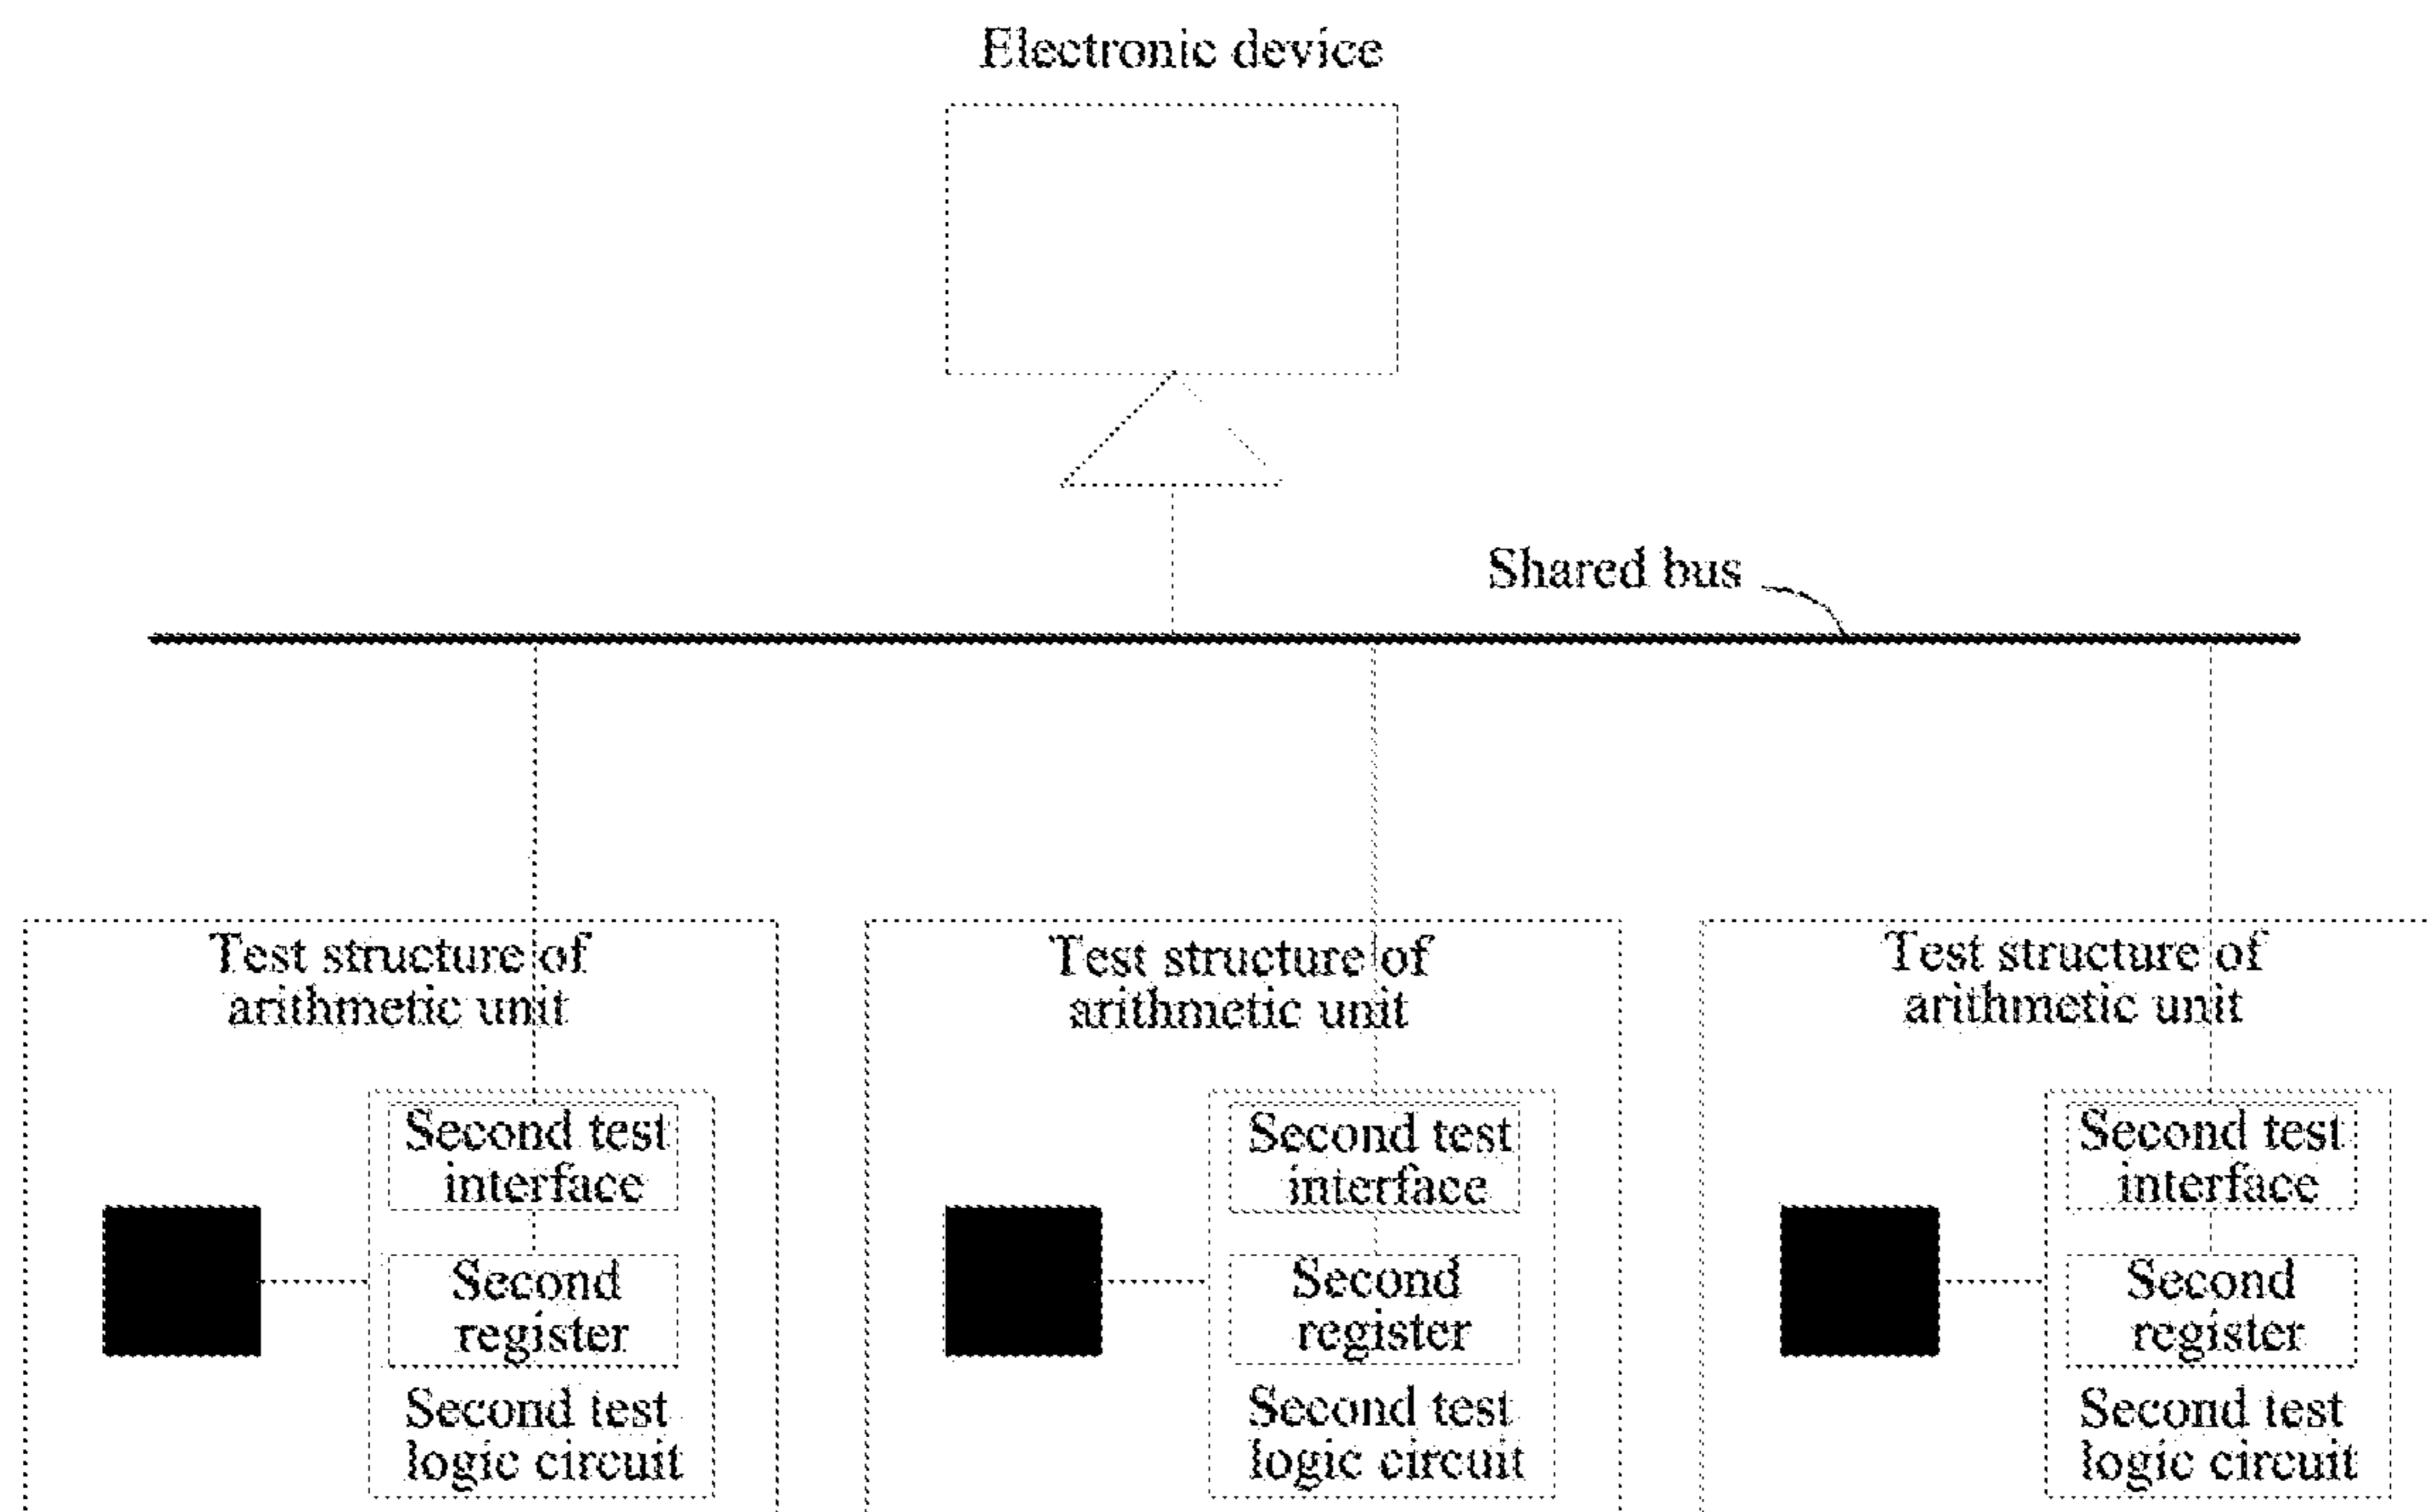 Electronic device
Shared bus
Test structure of
arithmetic unit
Second test
interface
Second
register
Second test
logic circuit
Test structure of
arithmetic unit
Second test
interface
Second
register
Second test
logic circuit
Test structure of
arithmetic unit
Second test
interface
Second
register
Second test
logic circuit